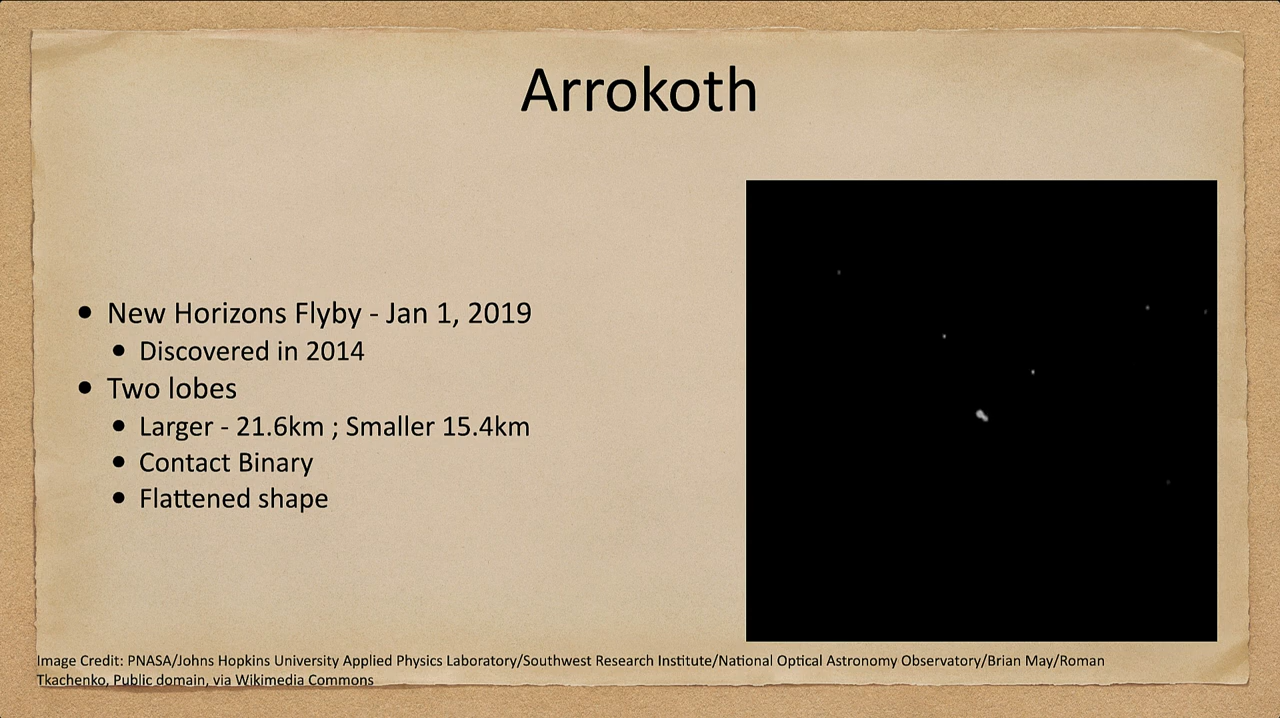 Arrokoth
New Horizons Flyby - Jan 1, 2019
Discovered in 2014
Two lobes
Larger - 21.6km ; Smaller 15.4km
Contact Binary
Flattened shape
Image Credit: PNASA/Johns Hopkins University Applied Physics Laboratory/Southwest Research Institute/National Optical Astronomy Observatory/Brian May/Roman
Tkachenko, Public domain, via Wikimedia Commons